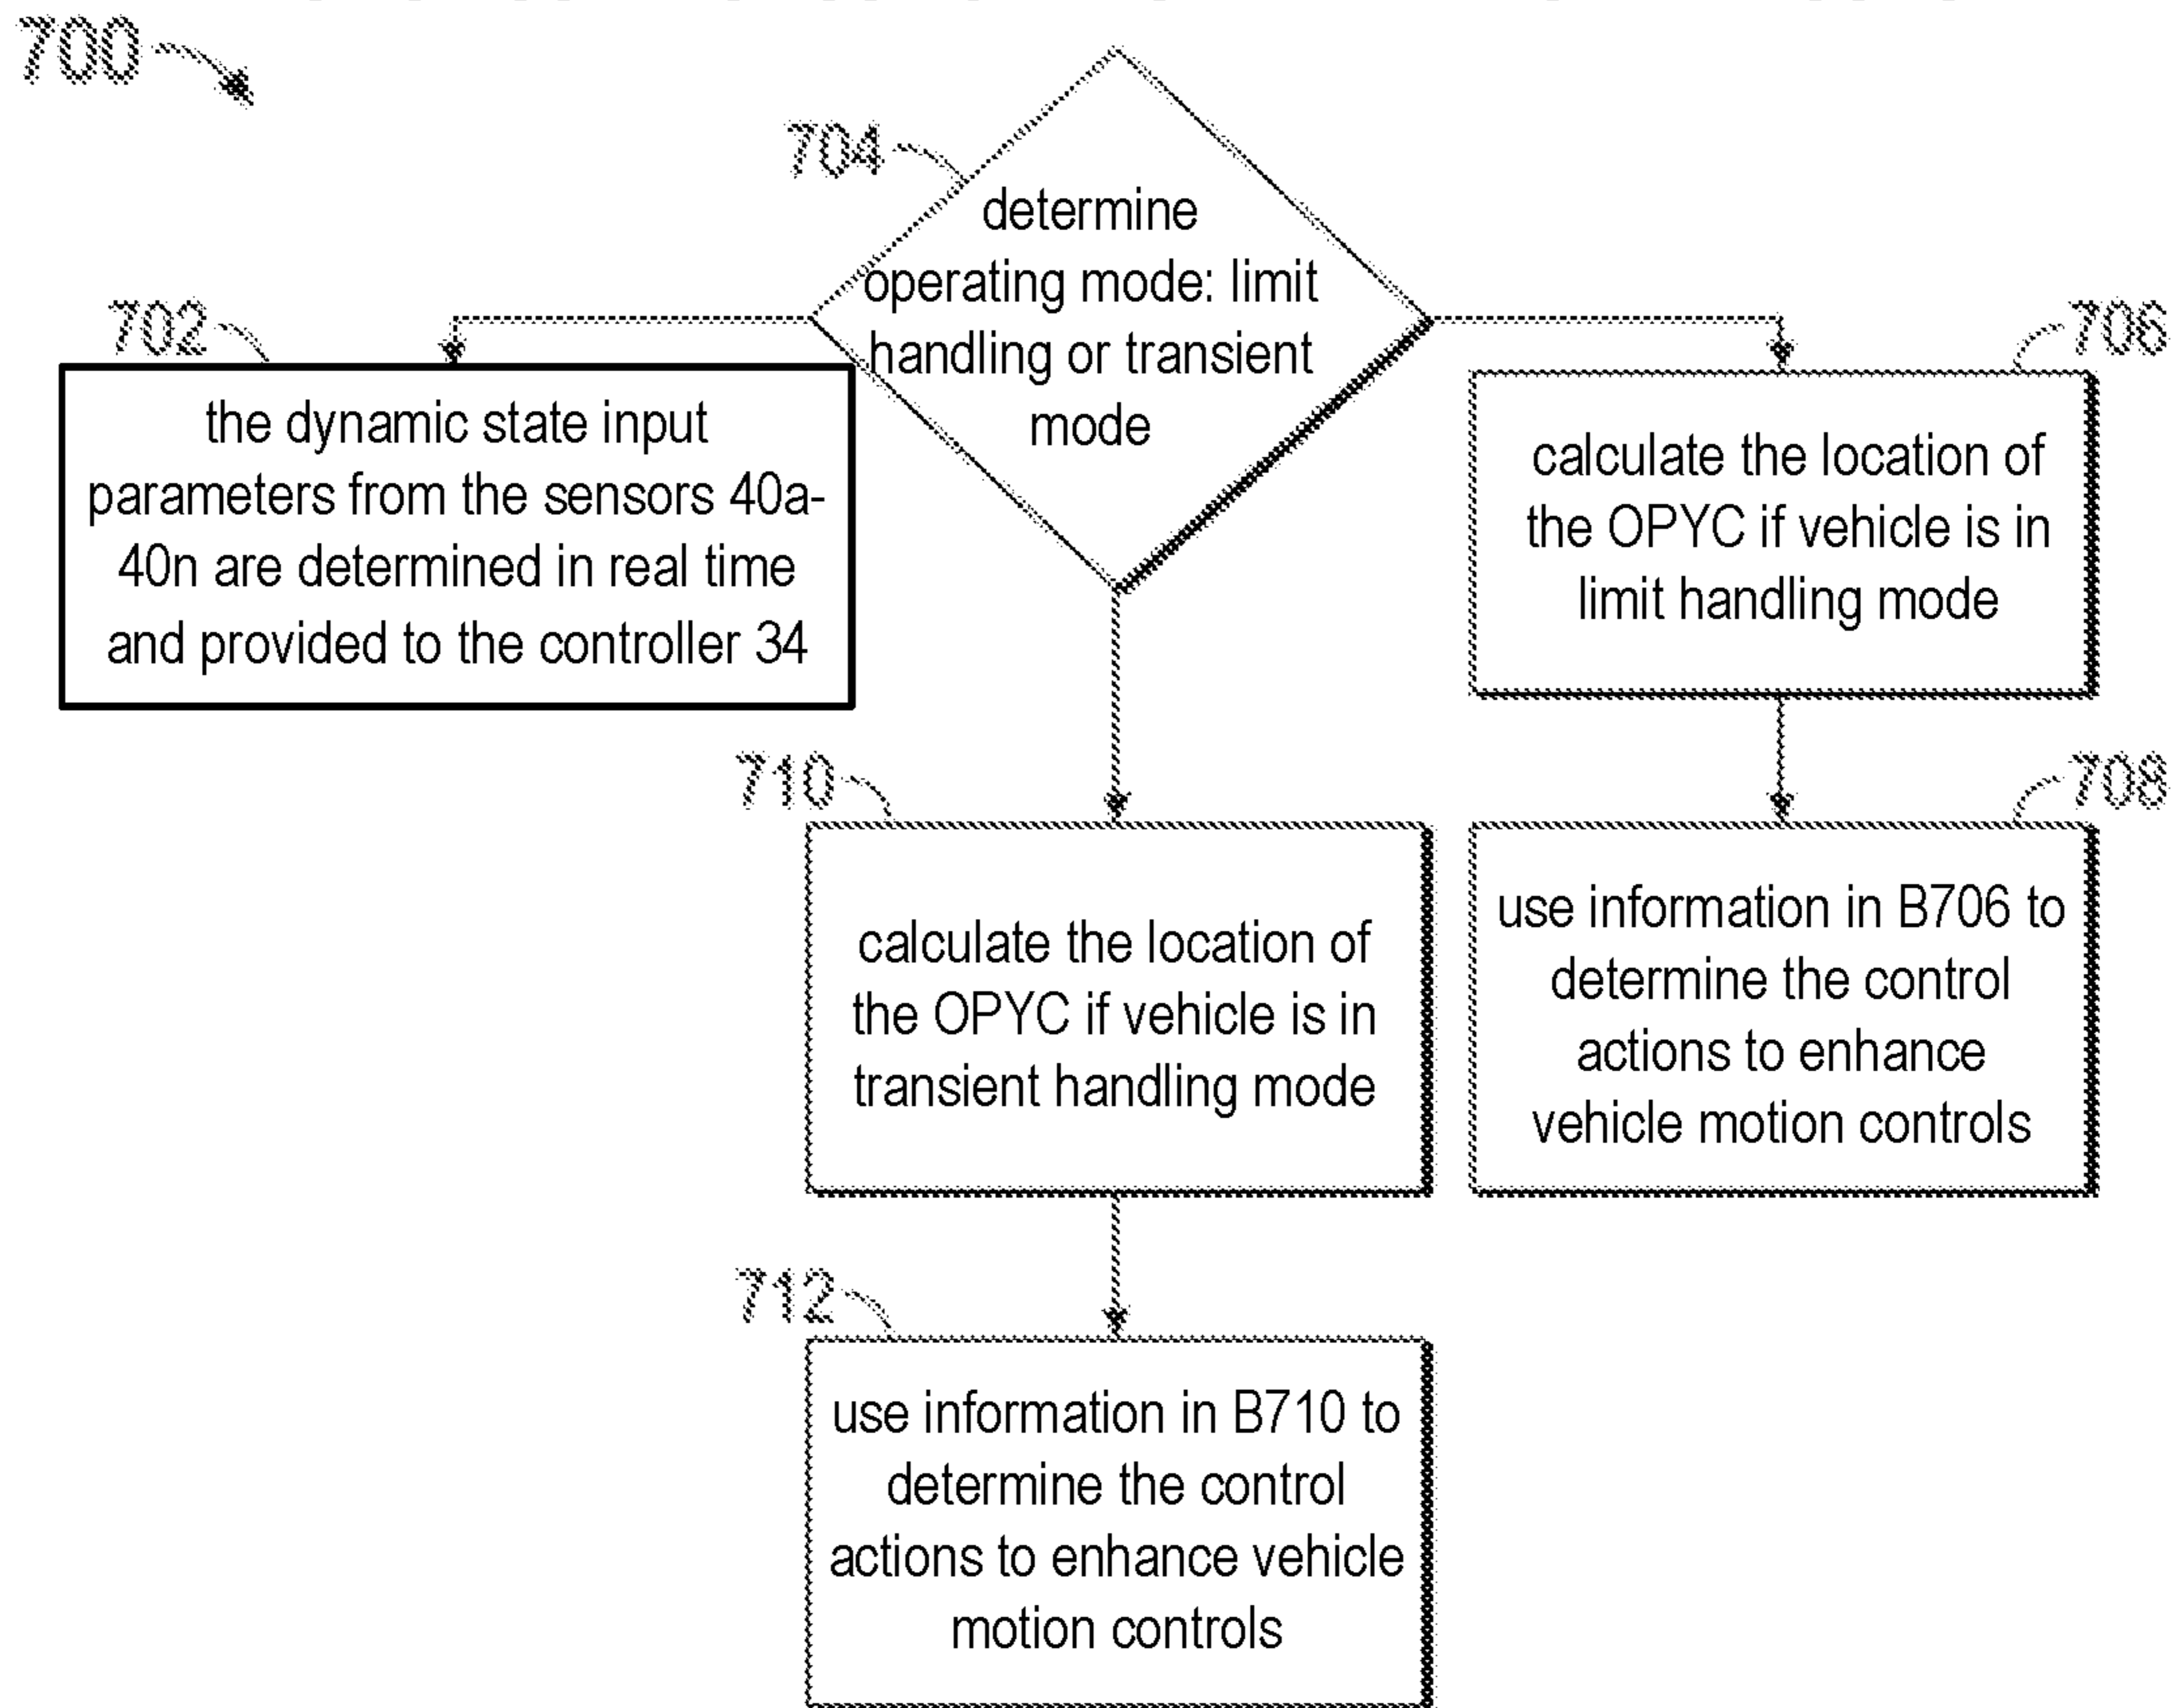 700
704
determine
operating mode: limit
handling or transient
mode
702
the dynamic state input
parameters from the sensors 40a-
40n are determined in real time
and provided to the controller 34
706
calculate the location of
the OPYC if vehicle is in
limit handling mode
710
calculate the location of
the OPYC if vehicle is in
transient handling mode
708
use information in B706 to
determine the control
actions to enhance
vehicle motion controls
712
use information in B710 to
determine the control
actions to enhance vehicle
motion controls